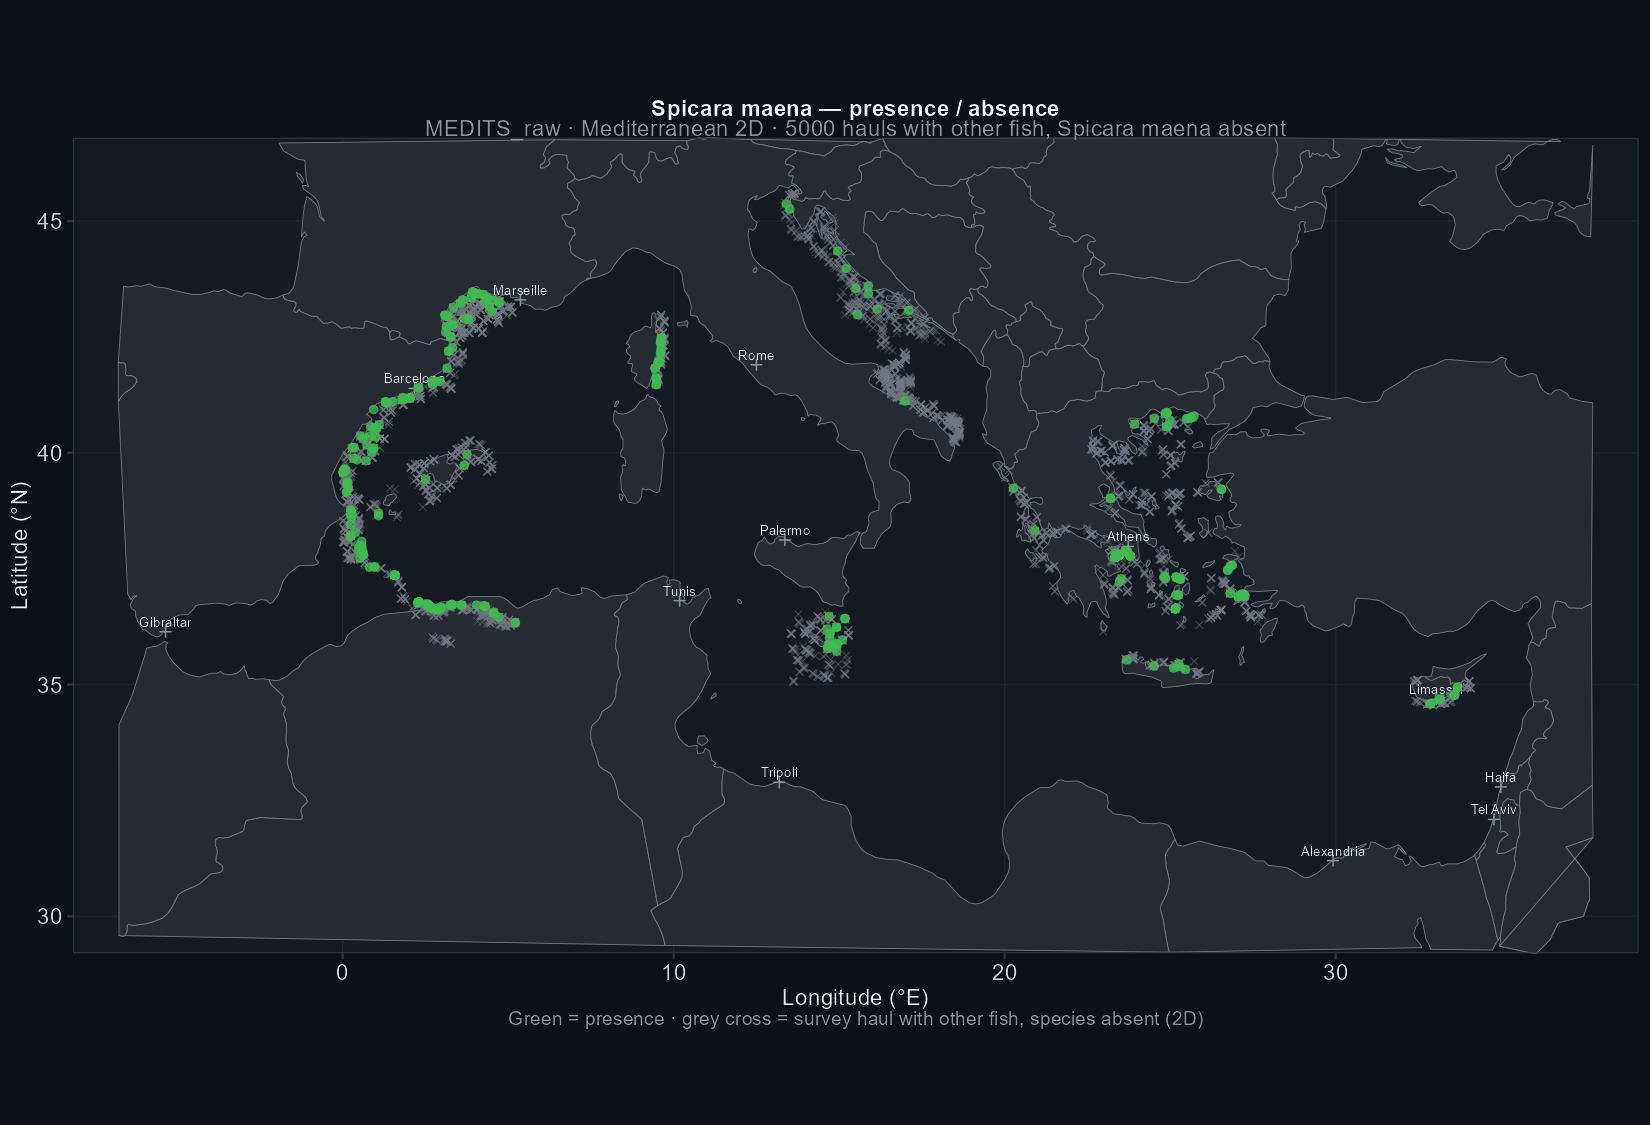 Spicara maena — presence / absence
MEDITS_raw · Mediterranean 2D · 5000 hauls with other fish, Spicara maena absent
45
40
35
30
Latitude (°N)
Marseille
Rome
Palermo
Athens
Tunis
Gibraltar
Tripoli
Haifa
Tel Aviv
Alexandria
0
10
20
30
Longitude (°E)
Green = presence · grey cross = survey haul with other fish, species absent (2D)